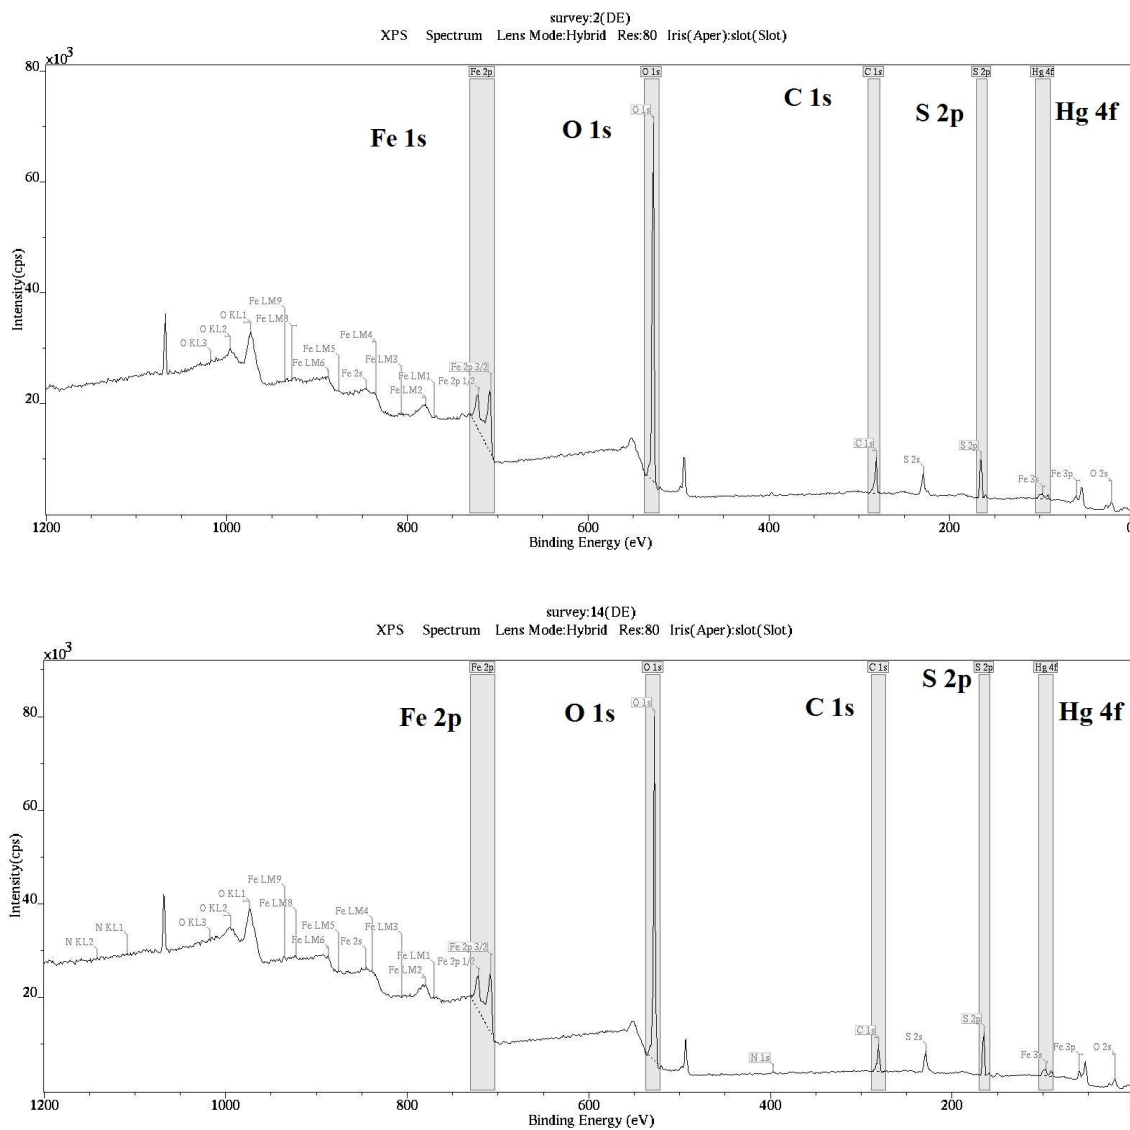 survey:2(DE)
XPS Spectrum Lens Mode:Hybrid Res:80 Iris(Aper):slot(Slot)
x10³
80
Fe 2p
O 1s
C 1s
S 2p
Hg 4f
C 1s
S 2p
Hg 4f
O 1s
O 1s
Fe 1s
60
Intensity(cps)
40
Fe LM9
O KL1
Fe LM8
O KL2
O KL3
Fe LM4
Fe LM5
Fe LM3
Fe 2p 3/2
Fe LM6
Fe 2s
Fe LM1
Fe 2p 1/2
Fe LM2
20
C 1s
S 2s
S 2p
Fe 3s
Fe 3p
O 2s
1200
1000
800
600
400
200
0
Binding Energy (eV)
survey:14(DE)
XPS Spectrum Lens Mode:Hybrid Res:80 Iris(Aper):slot(Slot)
x10³
Fe 2p
O 1s
C 1s
S 2p
Hg 4f
S 2p
O 1s
C 1s
Hg 4f
Fe 2p
O 1s
80
60
Intensity(cps)
40
Fe LM9
O KL1
O KL2
Fe LM8
N KL1
O KL3
N KL2
Fe LM4
Fe LM5
Fe LM3
Fe LM6
Fe 2s
Fe 2p 3/2
Fe LM1
Fe 2p 1/2
Fe LM2
20
N 1s
C 1s
S 2s
S 2p
Fe 3s
Fe 3p
O 2s
1200
1000
800
600
400
200
0
Binding Energy (eV)